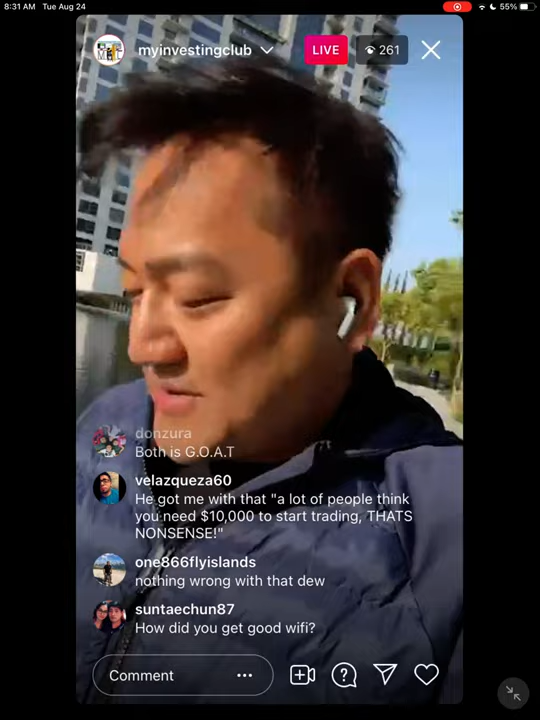 8:31 AM Tue Aug 24
55%
myinvestingclub
LIVE
261
donzura
Both is G.O.A.T
velazqueza60
He got me with that "a lot of people think
you need $10,000 to start trading, THATS
NONSENSE!"
one866flyislands
nothing wrong with that dew
suntaechun87
How did you get good wifi?
Comment